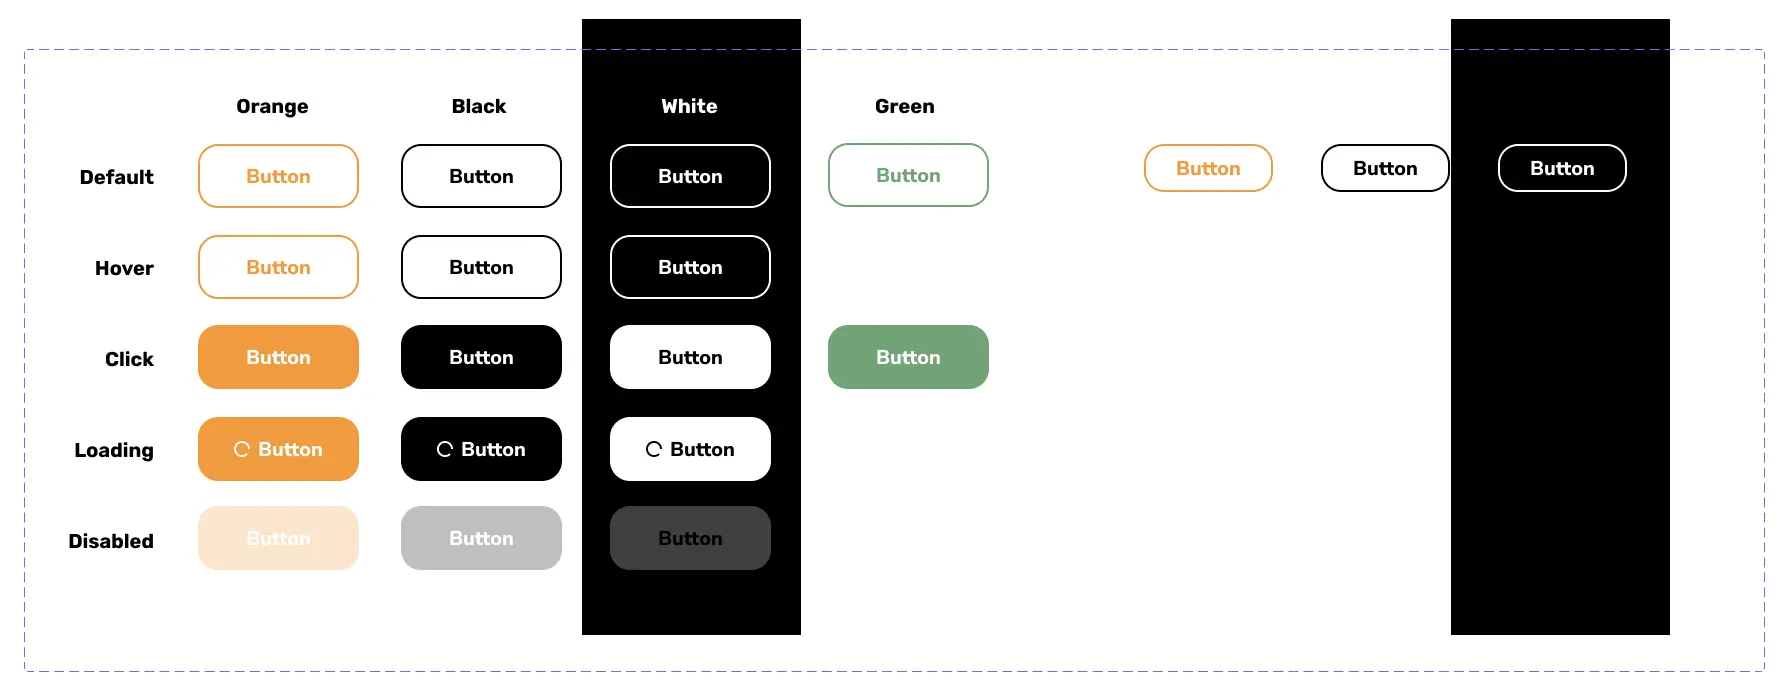 Orange Black White Green
Default Button Button Button Button Button Button Button
Hover Button Button Button
Click Button Button Button Button
Loading Button Button Button
Disabled Button Button Button